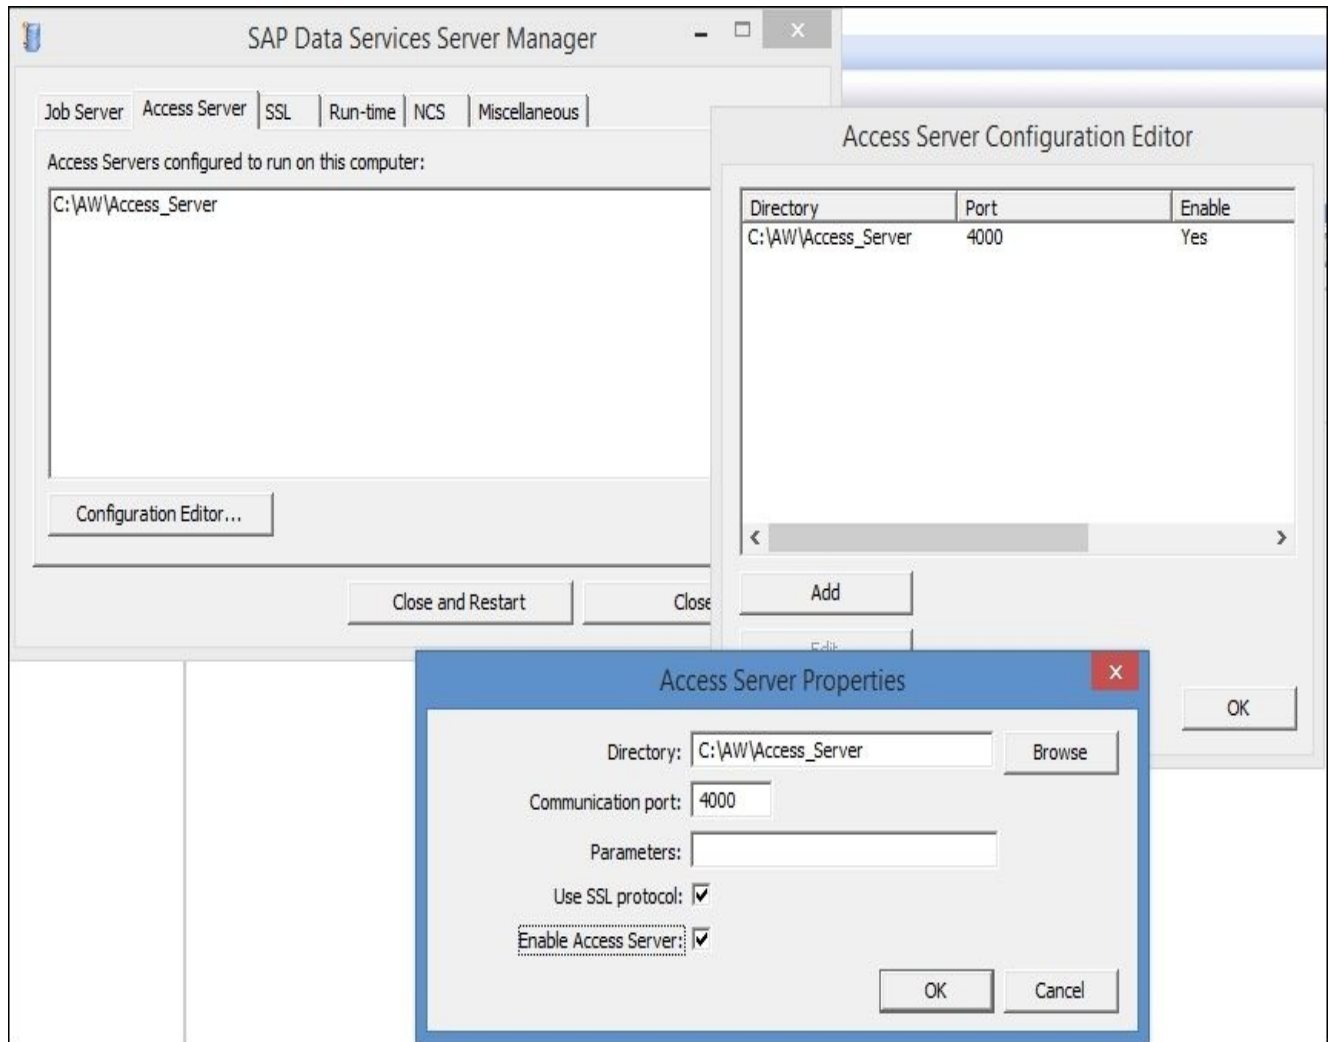 SAP Data Services Server Manager
Job Server Access Server SSL Run-time NCS Miscellaneous
Access Servers configured to run on this computer:
C:\AW\Access_Server
Configuration Editor...
Close and Restart Close
Access Server Configuration Editor
Directory Port Enable
C:\AW\Access_Server 4000 Yes
Add
Edit
OK
Access Server Properties
Directory: C:\AW\Access_Server Browse
Communication port: 4000
Parameters:
Use SSL protocol:
Enable Access Server:
OK Cancel